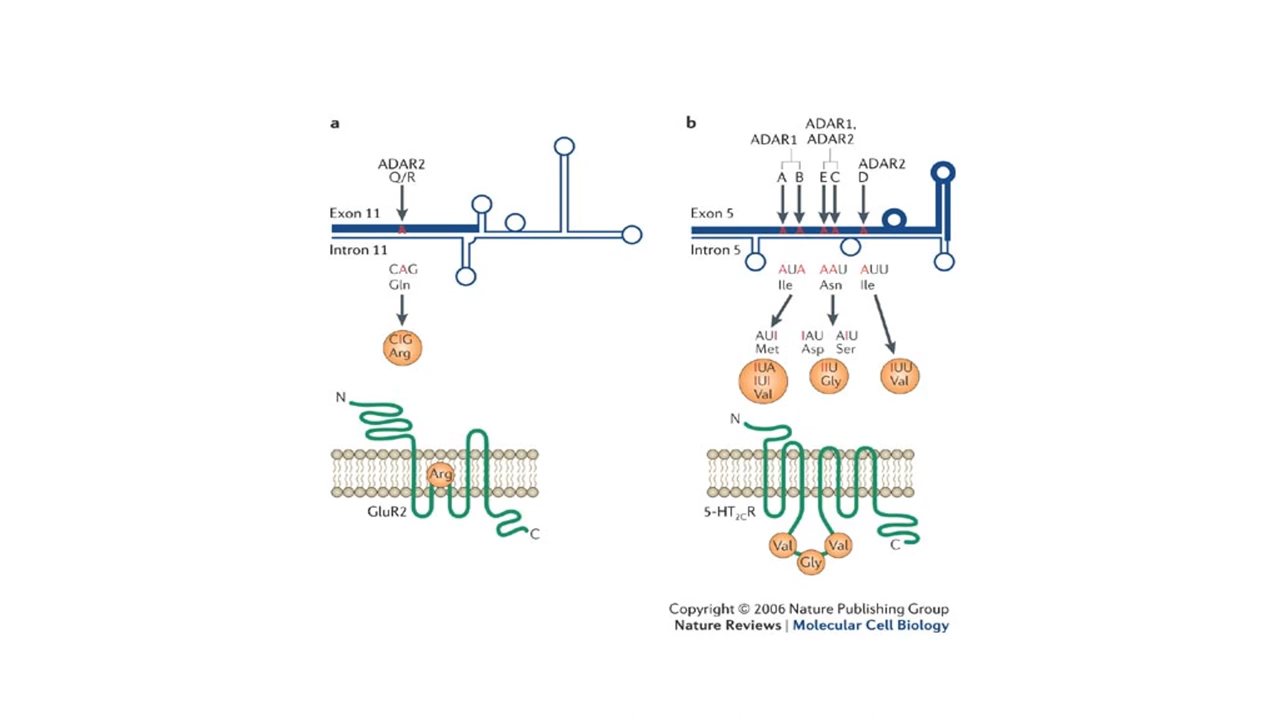 a
ADAR2
Q/R
Exon 11
A
Intron 11
CAG
Gln
CIG
Arg
N
Arg
GluR2
C
b
ADAR1
ADAR1,
ADAR2
ADAR2
A B E C D
Exon 5
A A A A A
Intron 5
AUA AAU AUU
Ile Asn Ile
AUI IAU AIU
Met Asp Ser
IUA
IUI
Val
IIU
Gly
IUU
Val
N
5-HT2CR
C
Val
Gly
Val
Copyright © 2006 Nature Publishing Group
Nature Reviews | Molecular Cell Biology